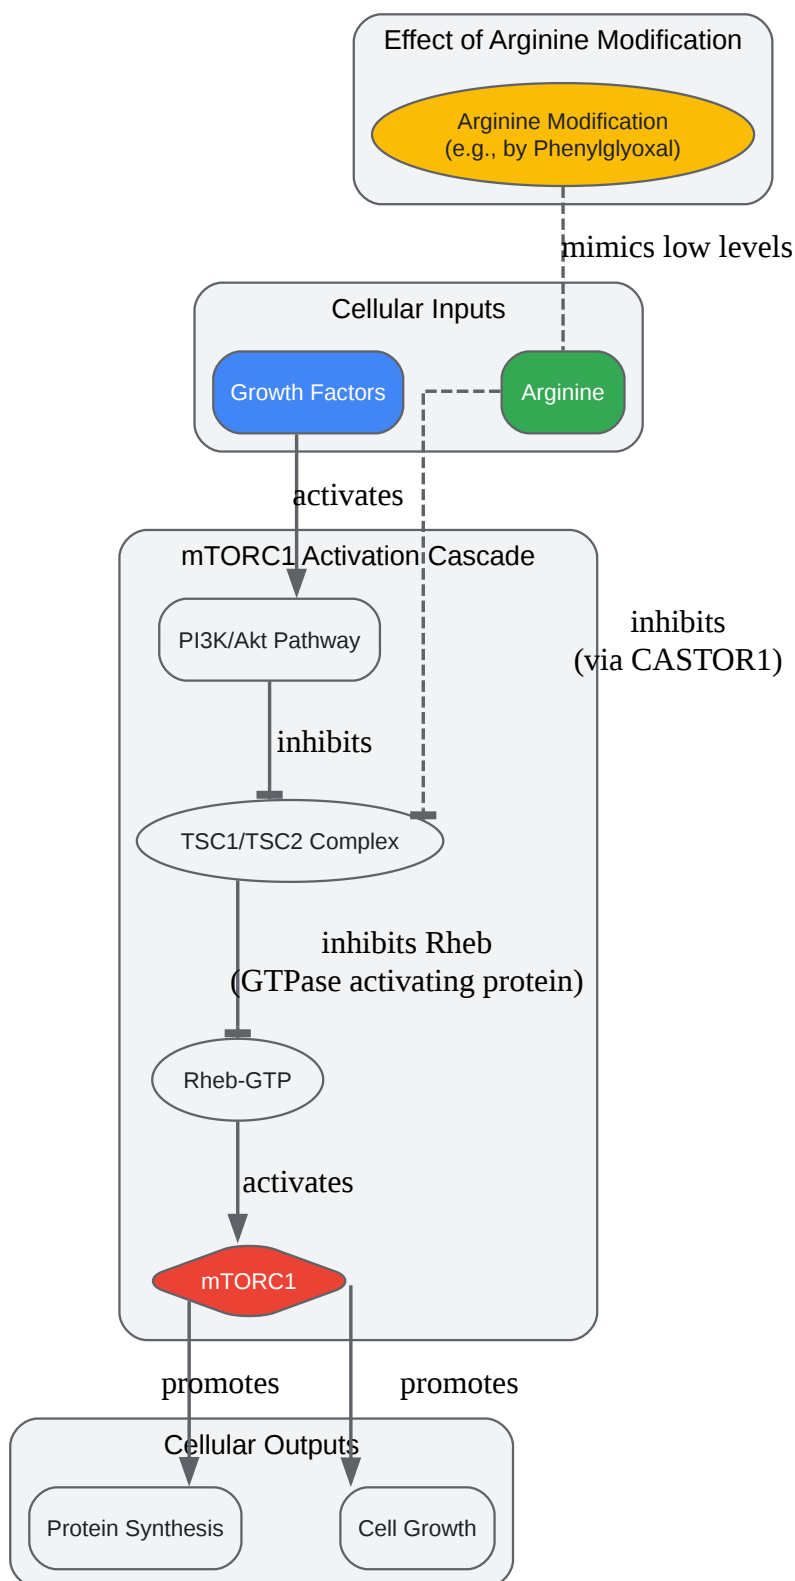 Effect of Arginine Modification
Arginine Modification
(e.g., by Phenylglyoxal)
mimics low levels
Cellular Inputs
Growth Factors
Arginine
activates
mTORC1 Activation Cascade
PI3K/Akt Pathway
inhibits
(via CASTOR1)
inhibits
TSC1/TSC2 Complex
inhibits Rheb
(GTPase activating protein)
Rheb-GTP
activates
mTORC1
promotes
promotes
Cellular Outputs
Protein Synthesis
Cell Growth